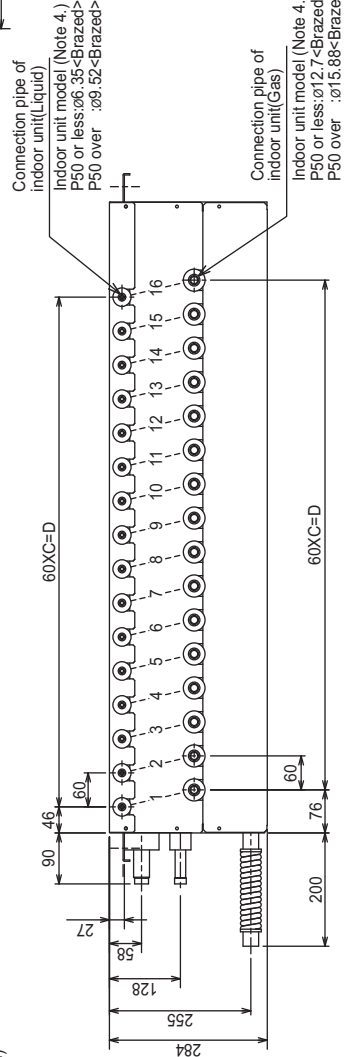 Connection pipe of
indoor unit(Liquid)
Indoor unit model (Note 4.)
P50 or less:ø6.35<Brazed>
P50 over :ø9.52<Brazed>
60XC=D
46
60
90
27
58
128
255
284
1 2 3 4 5 6 7 8 9 10 11 12 13 14 15 16
60
76
200
60XC=D
Connection pipe of
indoor unit(Gas)
Indoor unit model (Note 4.
P50 or less:ø12.7<Brazed
P50 over :ø15.88<Braze